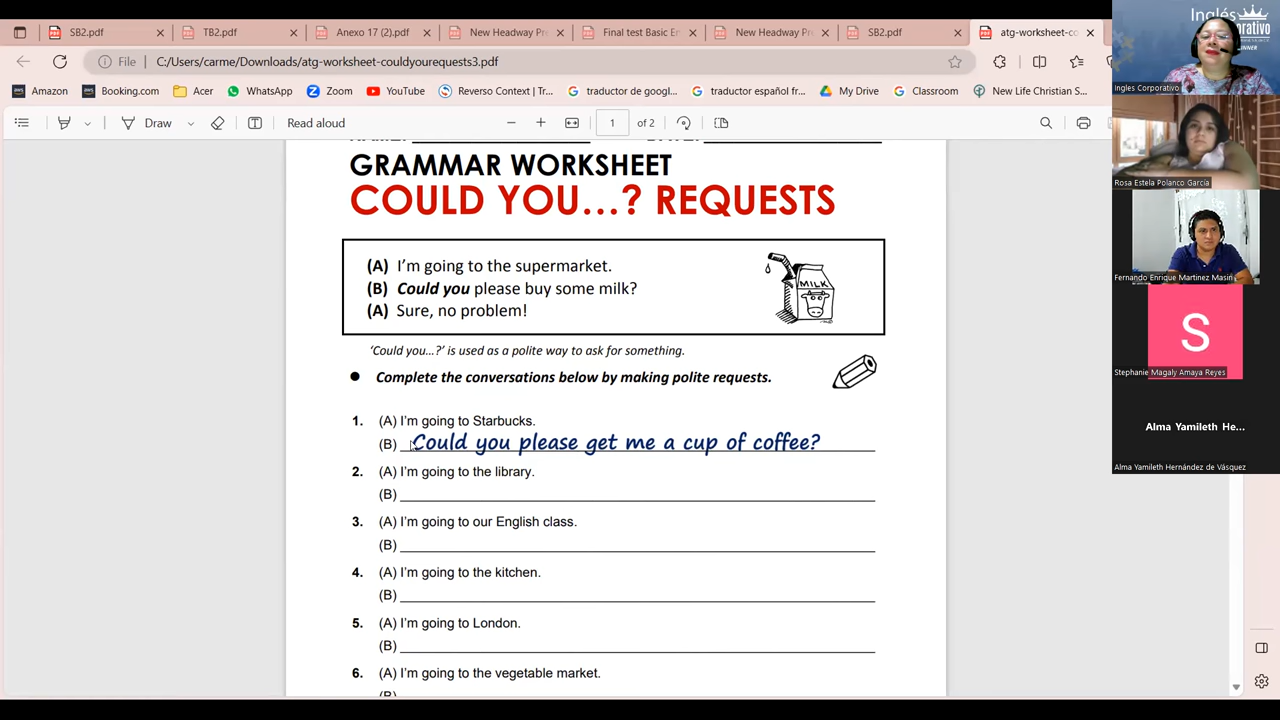 SB2.pdf
TB2.pdf
Anexo 17 (2).pdf
New Headway Pr
Final test Basic En
New Headway Pr
SB2.pdf
atg-worksheet-co
File C:/Users/carme/Downloads/atg-worksheet-couldyourequests3.pdf
Amazon Booking.com Acer WhatsApp Zoom YouTube Reverso Context | Tr... traductor de googl... traductor español fr... My Drive Classroom New Life Christian S...
Draw Read aloud 1 of 2
GRAMMAR WORKSHEET
COULD YOU...? REQUESTS
(A) I'm going to the supermarket.
(B) Could you please buy some milk?
(A) Sure, no problem!
MILK
'Could you...?' is used as a polite way to ask for something.
Complete the conversations below by making polite requests.
1. (A) I'm going to Starbucks.
(B) Could you please get me a cup of coffee?
2. (A) I'm going to the library.
(B)
3. (A) I'm going to our English class.
(B)
4. (A) I'm going to the kitchen.
(B)
5. (A) I'm going to London.
(B)
6. (A) I'm going to the vegetable market.
Inglés
Ingles Corporativo
Rosa Estela Polanco García
Fernando Enrique Martinez Masin
S
Stephanie Magaly Amaya Reyes
Alma Yamileth He...
Alma Yamileth Hernández de Vásquez